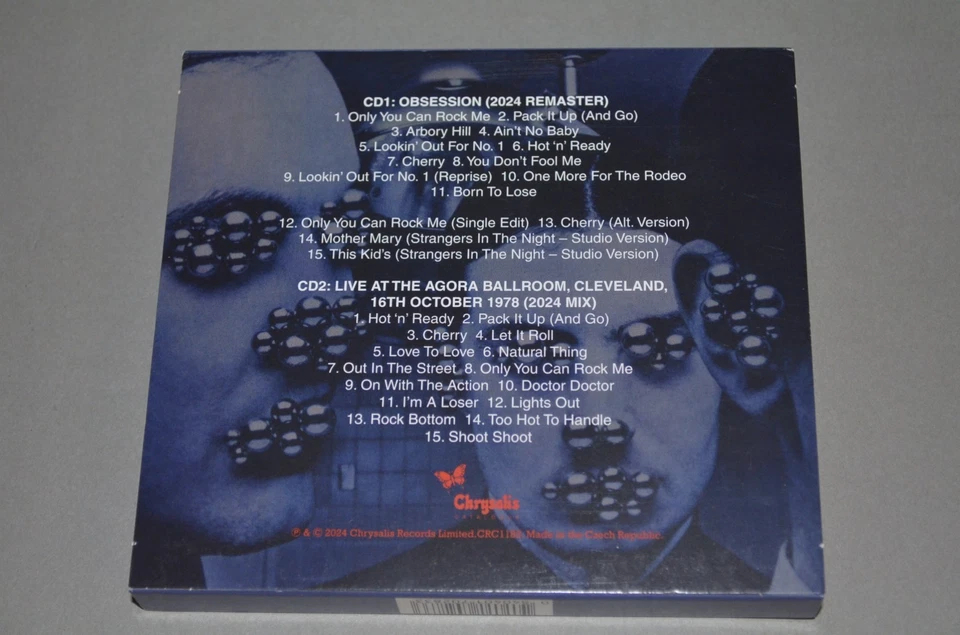 CD1: OBSESSION (2024 REMASTER)
1. Only You Can Rock Me 2. Pack It Up (And Go)
3. Arbory Hill 4. Ain't No Baby
5. Lookin' Out For No. 1 6. Hot 'n' Ready
7. Cherry 8. You Don't Fool Me
9. Lookin' Out For No. 1 (Reprise) 10. One More For The Rodeo
11. Born To Lose
12. Only You Can Rock Me (Single Edit) 13. Cherry (Alt. Version)
14. Mother Mary (Strangers In The Night – Studio Version)
15. This Kid's (Strangers In The Night – Studio Version)
CD2: LIVE AT THE AGORA BALLROOM, CLEVELAND,
16TH OCTOBER 1978 (2024 MIX)
1. Hot 'n' Ready 2. Pack It Up (And Go)
3. Cherry 4. Let It Roll
5. Love To Love 6. Natural Thing
7. Out In The Street 8. Only You Can Rock Me
9. On With The Action 10. Doctor Doctor
11. I'm A Loser 12. Lights Out
13. Rock Bottom 14. Too Hot To Handle
15. Shoot Shoot
Chrysalis
℗ & © 2024 Chrysalis Records Limited. Made in the Czech Republic.